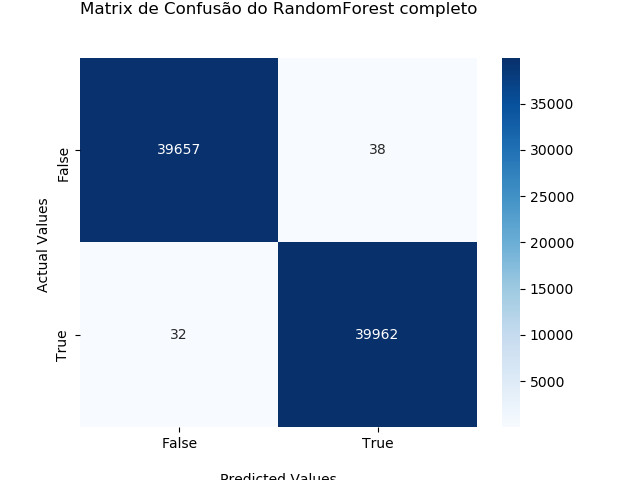 Matrix de Confusão do RandomForest completo
39657
38
32
39962
False
True
Actual Values
False
True
Predicted Values
35000
30000
25000
20000
15000
10000
5000